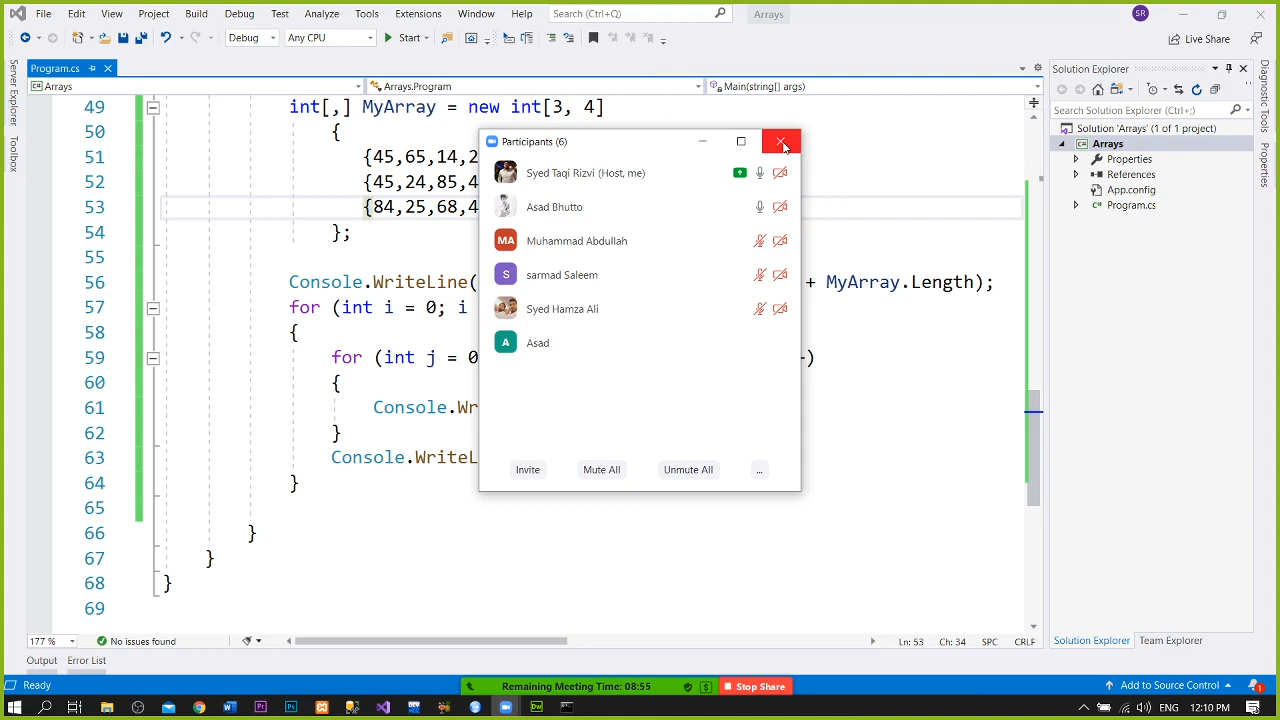 File Edit View Project Build Debug Test Analyze Tools Extensions Window Help Search (Ctrl+Q) Arrays SR
Debug Any CPU Start Live Share
Program.cs
Arrays Arrays.Program Main(string[] args)
49 int[,] MyArray = new int[3, 4]
50 {
51 {45,65,14,2
52 {45,24,85,4
53 {84,25,68,4
54 };
55
56 Console.WriteLine( + MyArray.Length);
57 for (int i = 0; i
58 {
59 for (int j = 0 )
60 {
61 Console.Wr
62 }
63 Console.WriteL
64 }
65
66 }
67 }
68 }
69
Server Explorer
Toolbox
Participants (6)
Syed Taqi Rizvi (Host, me)
Asad Bhutto
MA Muhammad Abdullah
S sarmad Saleem
Syed Hamza Ali
A Asad
Invite Mute All Unmute All ...
Solution Explorer
Search Solution Explorer (Ctrl+;)
Solution 'Arrays' (1 of 1 project)
Arrays
Properties
References
App.config
Program.cs
Solution Explorer Team Explorer
Diagnostic Tools
Properties
177 % No issues found Ln: 53 Ch: 34 SPC CRLF
Output Error List
Ready Remaining Meeting Time: 08:55 Stop Share Add to Source Control 1
ENG 12:10 PM